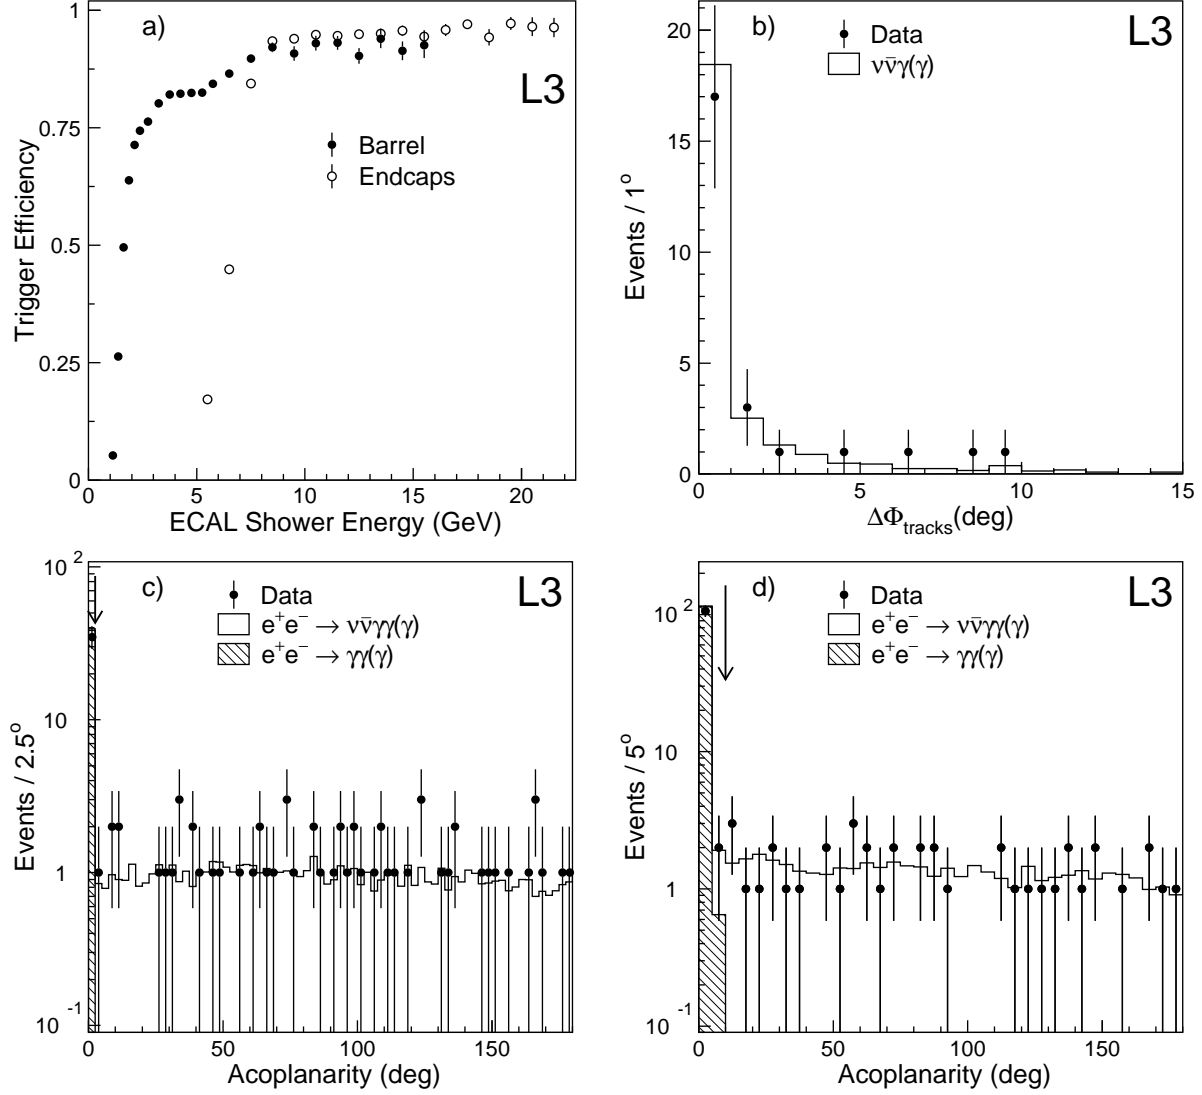 a)
L3
Barrel
Endcaps
Trigger Efficiency
1
0.75
0.5
0.25
0
0 5 10 15 20
ECAL Shower Energy (GeV)
b)
L3
Data
νν̄γ(γ)
Events / 1°
20
15
10
5
0
0 5 10 15
ΔΦtracks(deg)
c)
L3
Data
e⁺e⁻ → νν̄γγ(γ)
e⁺e⁻ → γγ(γ)
Events / 2.5°
10²
10
1
10⁻¹
0 50 100 150
Acoplanarity (deg)
d)
L3
Data
e⁺e⁻ → νν̄γγ(γ)
e⁺e⁻ → γγ(γ)
Events / 5°
10²
10
1
10⁻¹
0 50 100 150
Acoplanarity (deg)